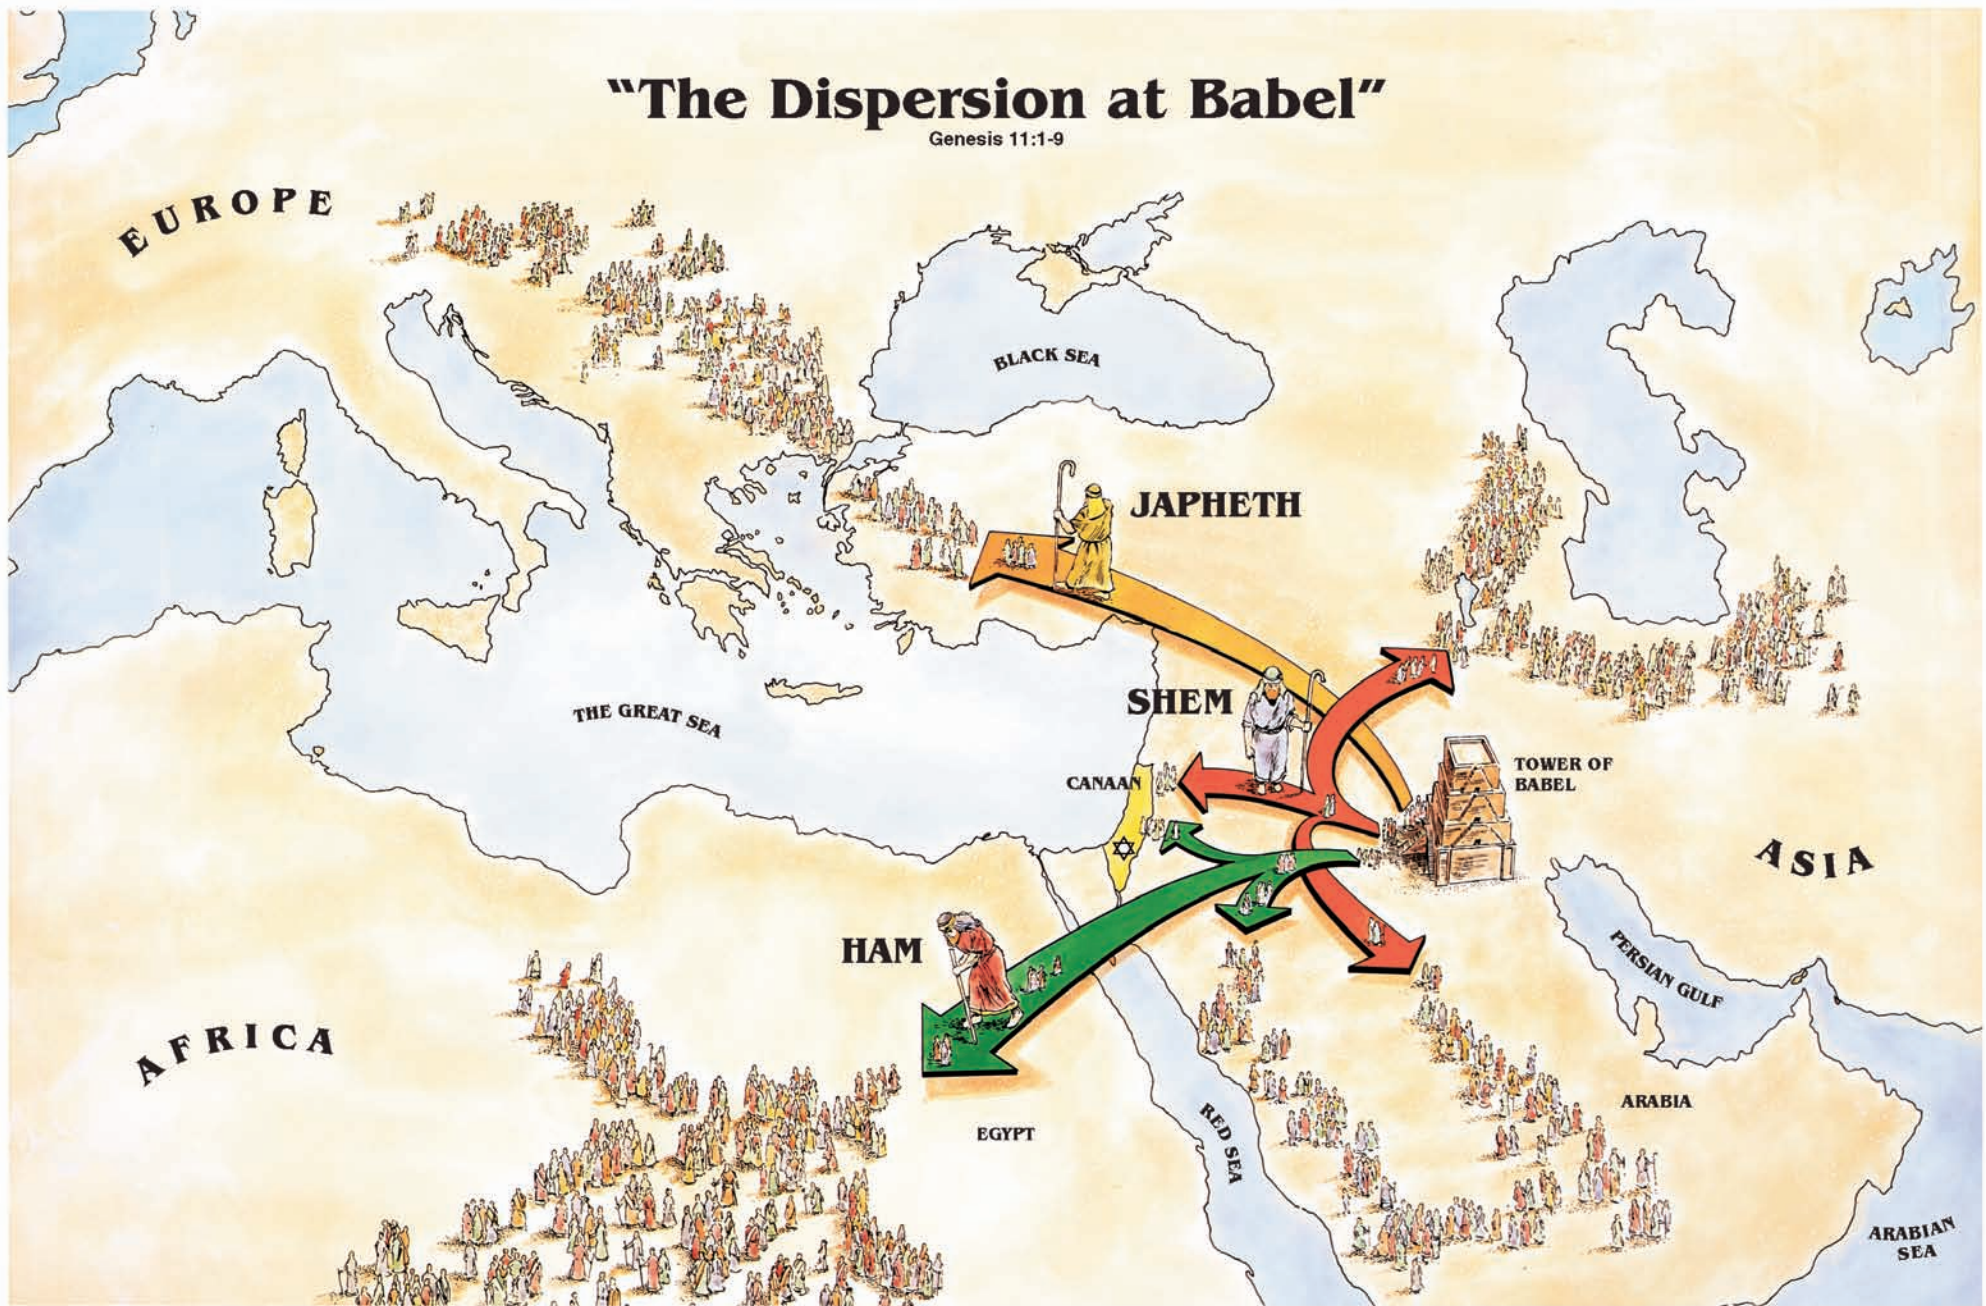 "The Dispersion at Babel"
Genesis 11:1-9
EUROPE
BLACK SEA
JAPHETH
SHEM
THE GREAT SEA
CANAAN
TOWER OF
BABEL
ASIA
HAM
PERSIAN GULF
AFRICA
ARABIA
EGYPT
RED SEA
ARABIAN
SEA